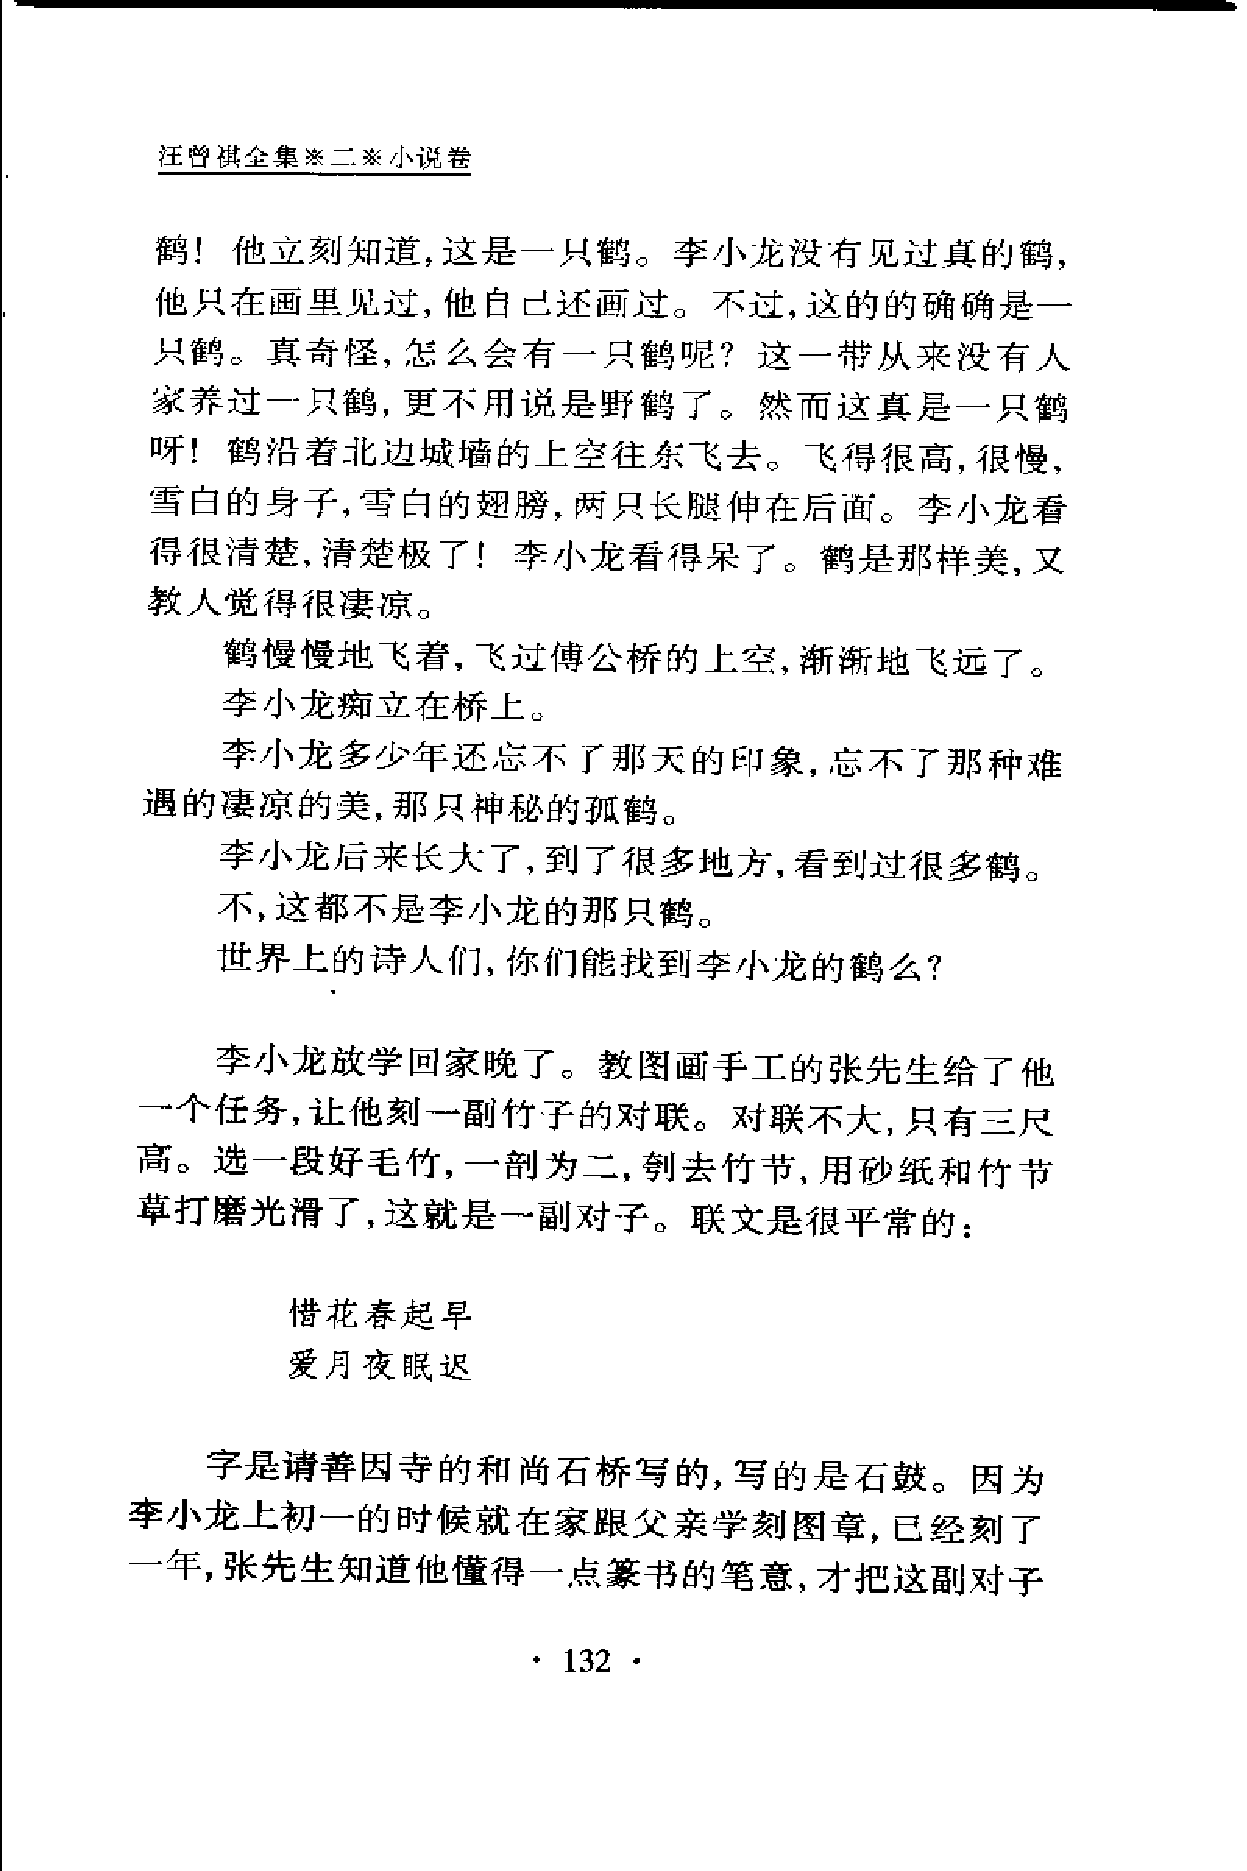 汪曾祺全集※二※小说卷
鹤！他立刻知道,这是一只鹤。李小龙没有见过真的鹤,
他只在画里见过,他自己还画过。不过,这的的确确是一
只鹤。真奇怪,怎么会有一只鹤呢？这一带从来没有人
家养过一只鹤,更不用说是野鹤了。然而这真是一只鹤
呀！鹤沿着北边城墙的上空往东飞去。飞得很高,很慢,
雪白的身子,雪白的翅膀,两只长腿伸在后面。李小龙看
得很清楚,清楚极了！李小龙看得呆了。鹤是那样美,又
教人觉得很凄凉。
鹤慢慢地飞着,飞过傅公桥的上空,渐渐地飞远了。
李小龙痴立在桥上。
李小龙多少年还忘不了那天的印象,忘不了那种难
遇的凄凉的美,那只神秘的孤鹤。
李小龙后来长大了,到了很多地方,看到过很多鹤。
不,这都不是李小龙的那只鹤。
世界上的诗人们,你们能找到李小龙的鹤么？
李小龙放学回家晚了。教图画手工的张先生给了他
一个任务,让他刻一副竹子的对联。对联不大,只有三尺
高。选一段好毛竹,一剖为二,刳去竹节,用砂纸和竹节
草打磨光滑了,这就是一副对子。联文是很平常的：
惜花春起早
爱月夜眠迟
字是请善因寺的和尚石桥写的,写的是石鼓。因为
李小龙上初一的时候就在家跟父亲学刻图章,已经刻了
一年,张先生知道他懂得一点篆书的笔意,才把这副对子
· 132 ·